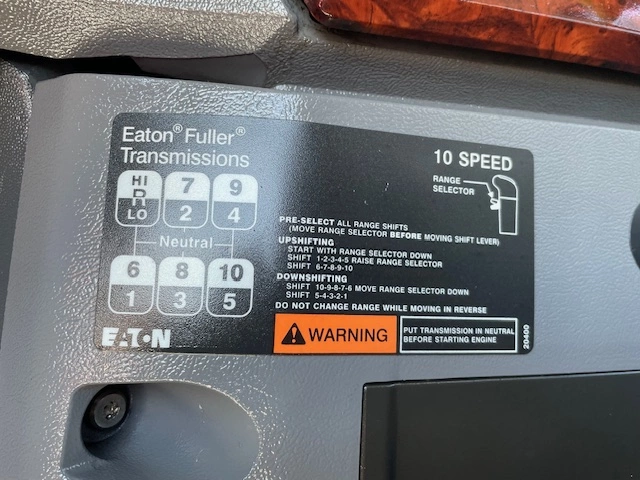 Eaton® Fuller®
Transmissions
10 SPEED
RANGE
SELECTOR
HI
R
LO
7
2
9
4
Neutral
6
1
8
3
10
5
PRE-SELECT ALL RANGE SHIFTS
(MOVE RANGE SELECTOR BEFORE MOVING SHIFT LEVER)
UPSHIFTING
START WITH RANGE SELECTOR DOWN
SHIFT 1-2-3-4-5 RAISE RANGE SELECTOR
SHIFT 6-7-8-9-10
DOWNSHIFTING
SHIFT 10-9-8-7-6 MOVE RANGE SELECTOR DOWN
SHIFT 5-4-3-2-1
DO NOT CHANGE RANGE WHILE MOVING IN REVERSE
EATON
WARNING
PUT TRANSMISSION IN NEUTRAL
BEFORE STARTING ENGINE
20400